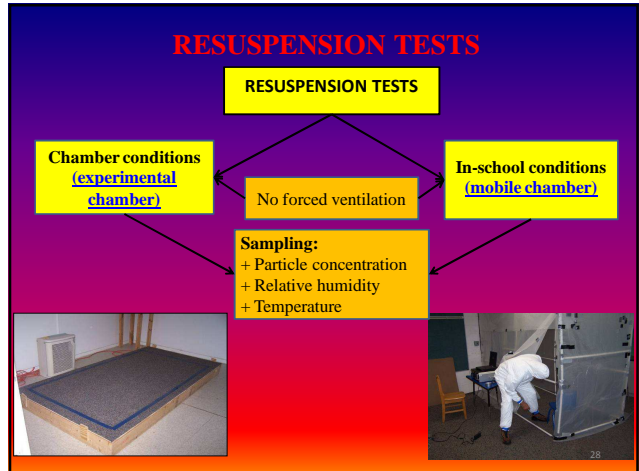 RESUSPENSION TESTS
RESUSPENSION TESTS
Chamber conditions
(experimental
chamber)
No forced ventilation
In-school conditions
(mobile chamber)
Sampling:
+ Particle concentration
+ Relative humidity
+ Temperature
28